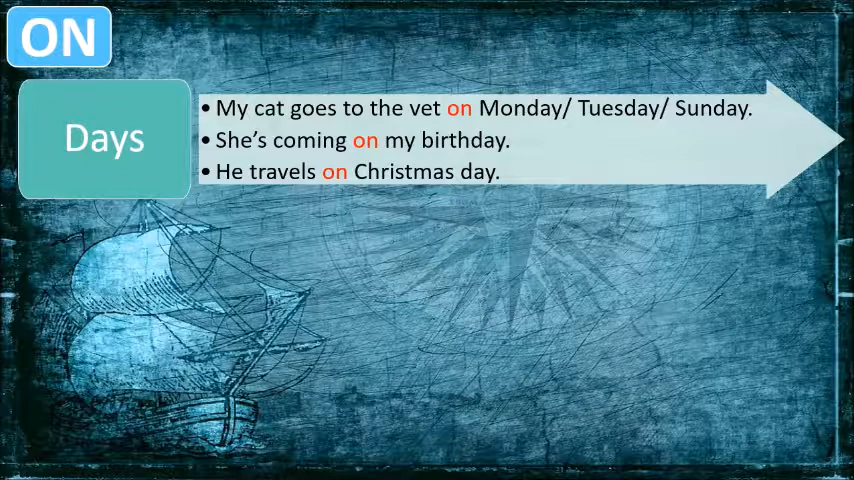 ON
Days
• My cat goes to the vet on Monday/ Tuesday/ Sunday.
• She’s coming on my birthday.
• He travels on Christmas day.